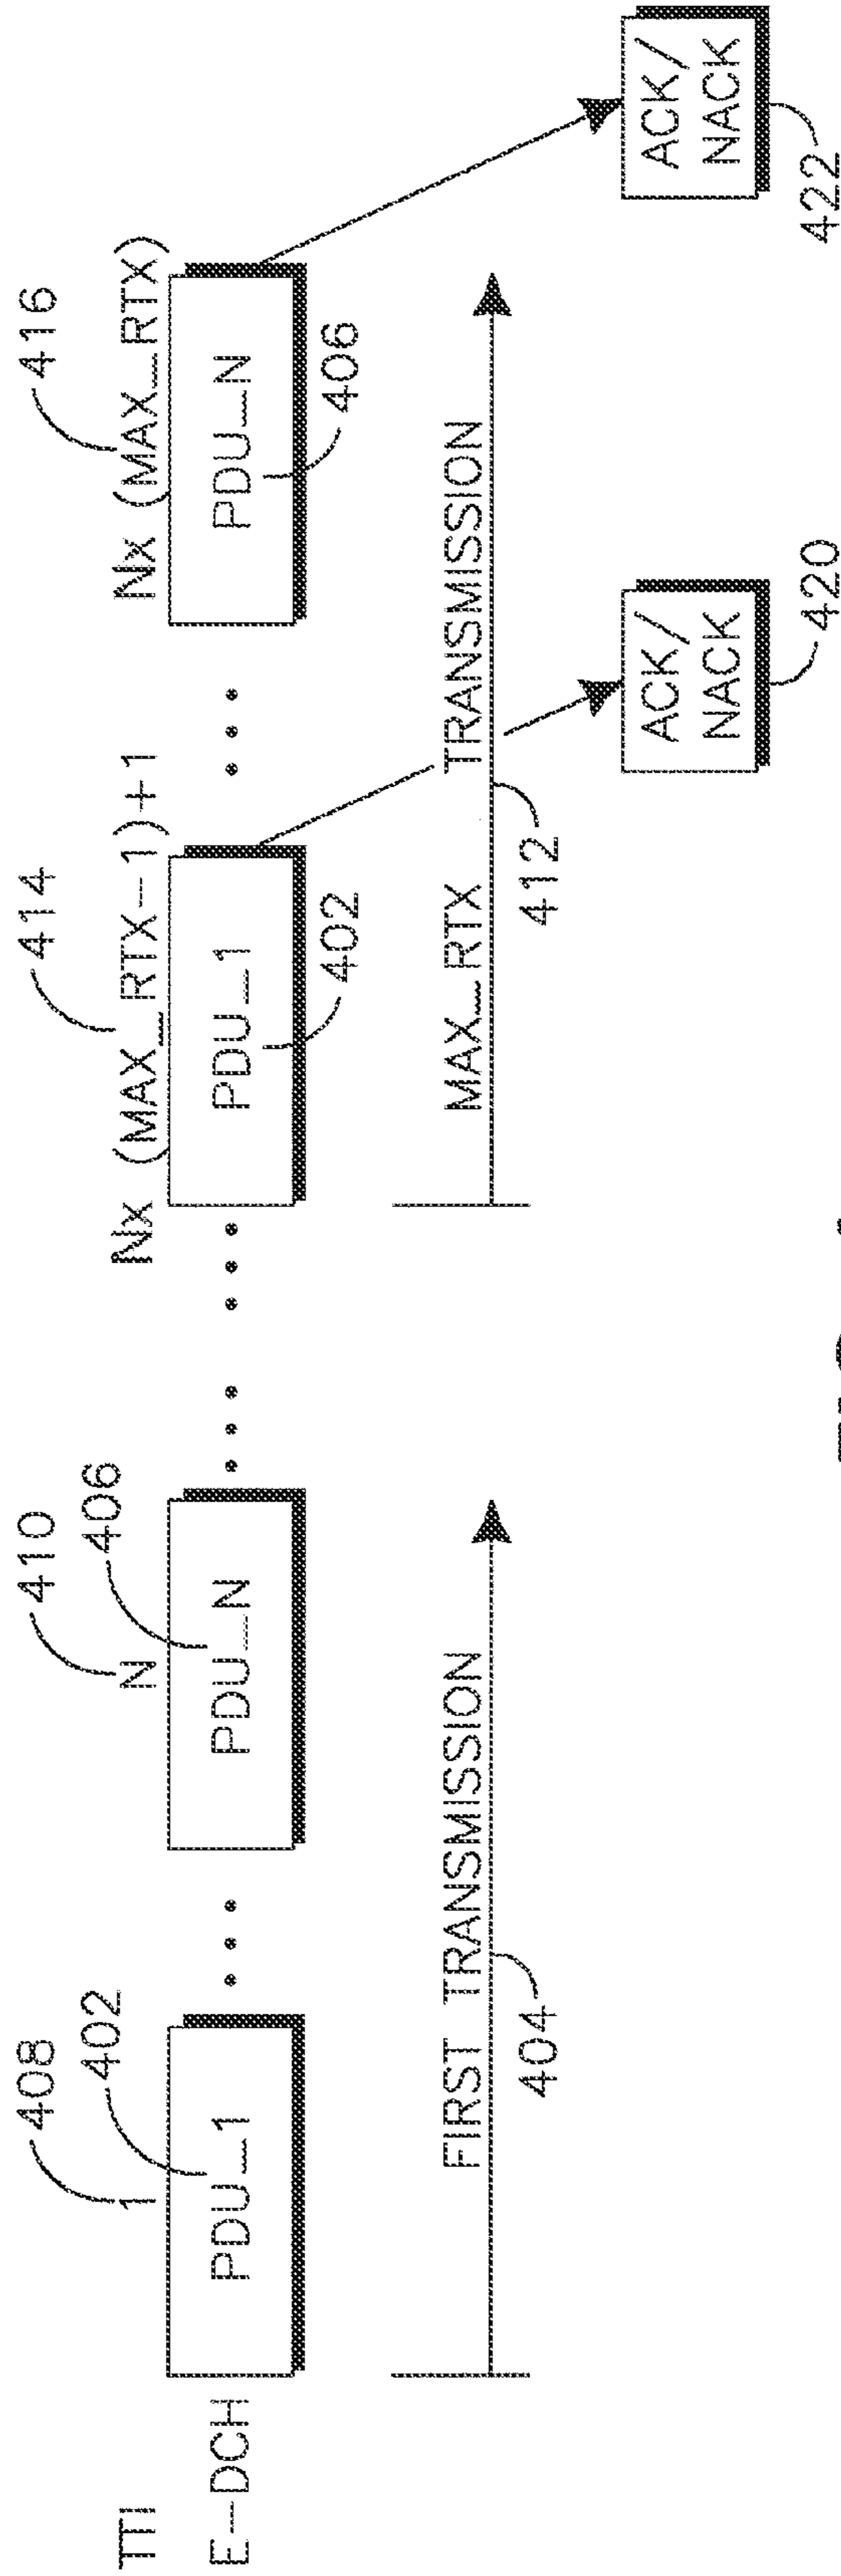 TTI
408
1
410
N
414
Nx (MAX_RTX-1)+1
416
Nx (MAX_RTX)
E-DCH
402
PDU_1
406
PDU_N
PDU_1
402
PDU_N
406
FIRST TRANSMISSION
404
MAX_RTX TRANSMISSION
412
ACK/
NACK
420
ACK/
NACK
422